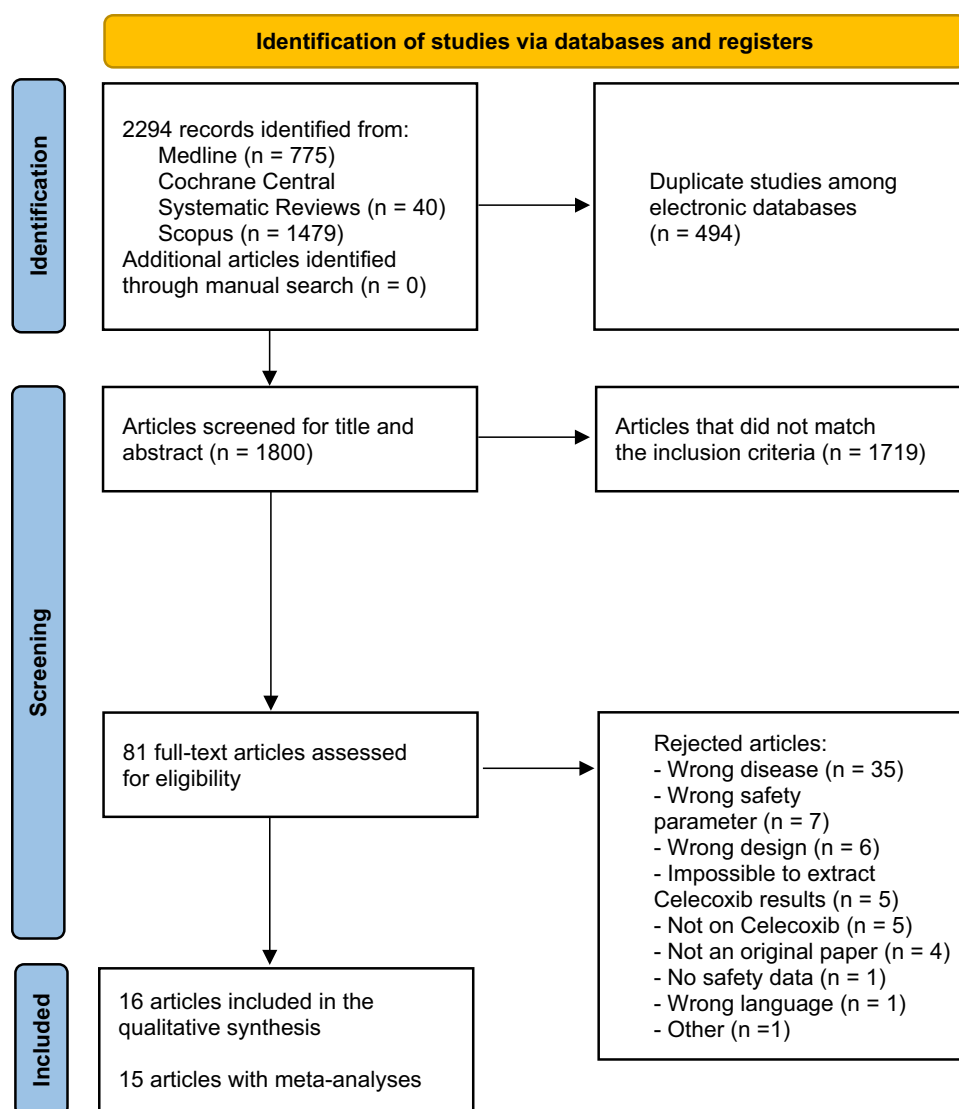 Identification of studies via databases and registers
Identification
2294 records identified from:
Medline (n = 775)
Cochrane Central
Systematic Reviews (n = 40)
Scopus (n = 1479)
Additional articles identified
through manual search (n = 0)
Duplicate studies among
electronic databases
(n = 494)
Screening
Articles screened for title and
abstract (n = 1800)
Articles that did not match
the inclusion criteria (n = 1719)
81 full-text articles assessed
for eligibility
Rejected articles:
- Wrong disease (n = 35)
- Wrong safety
parameter (n = 7)
- Wrong design (n = 6)
- Impossible to extract
Celecoxib results (n = 5)
- Not on Celecoxib (n = 5)
- Not an original paper (n = 4)
- No safety data (n = 1)
- Wrong language (n = 1)
- Other (n =1)
Included
16 articles included in the
qualitative synthesis
15 articles with meta-analyses